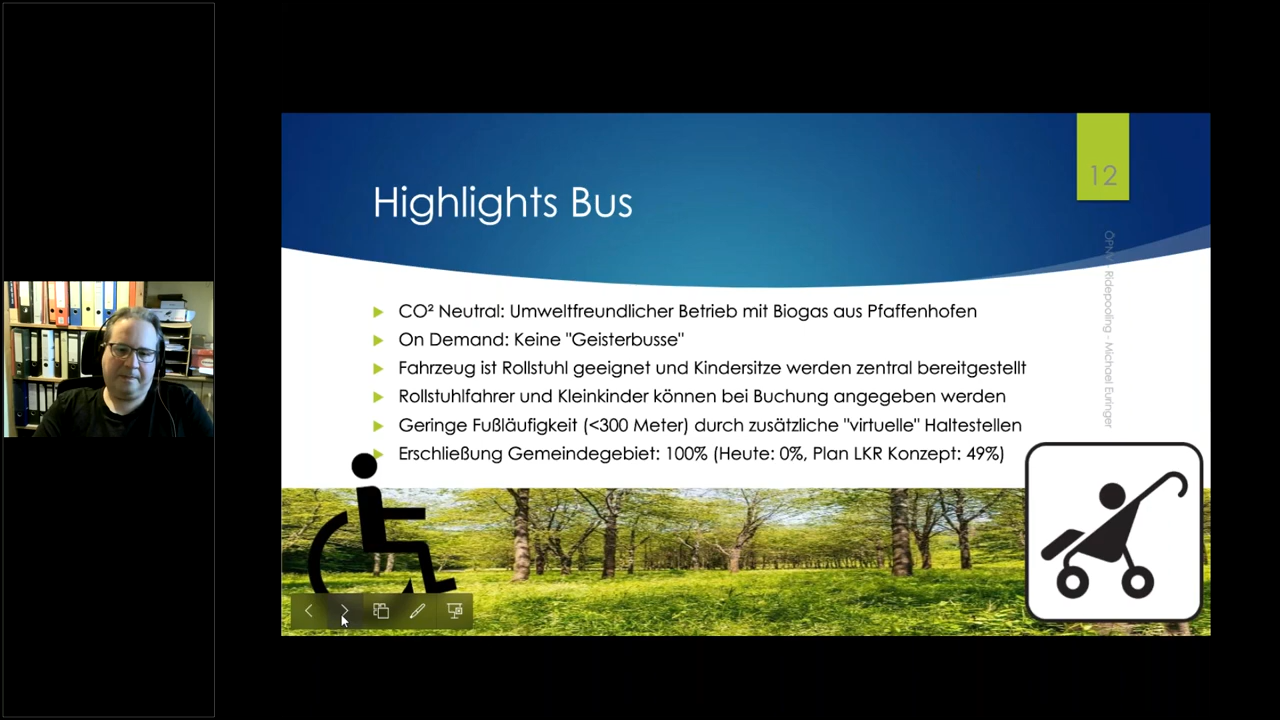 12
Highlights Bus
ÖPNV - Ridepooling - Michael Euringer
CO² Neutral: Umweltfreundlicher Betrieb mit Biogas aus Pfaffenhofen
On Demand: Keine "Geisterbusse"
Fahrzeug ist Rollstuhl geeignet und Kindersitze werden zentral bereitgestellt
Rollstuhlfahrer und Kleinkinder können bei Buchung angegeben werden
Geringe Fußläufigkeit (<300 Meter) durch zusätzliche "virtuelle" Haltestellen
Erschließung Gemeindegebiet: 100% (Heute: 0%, Plan LKR Konzept: 49%)